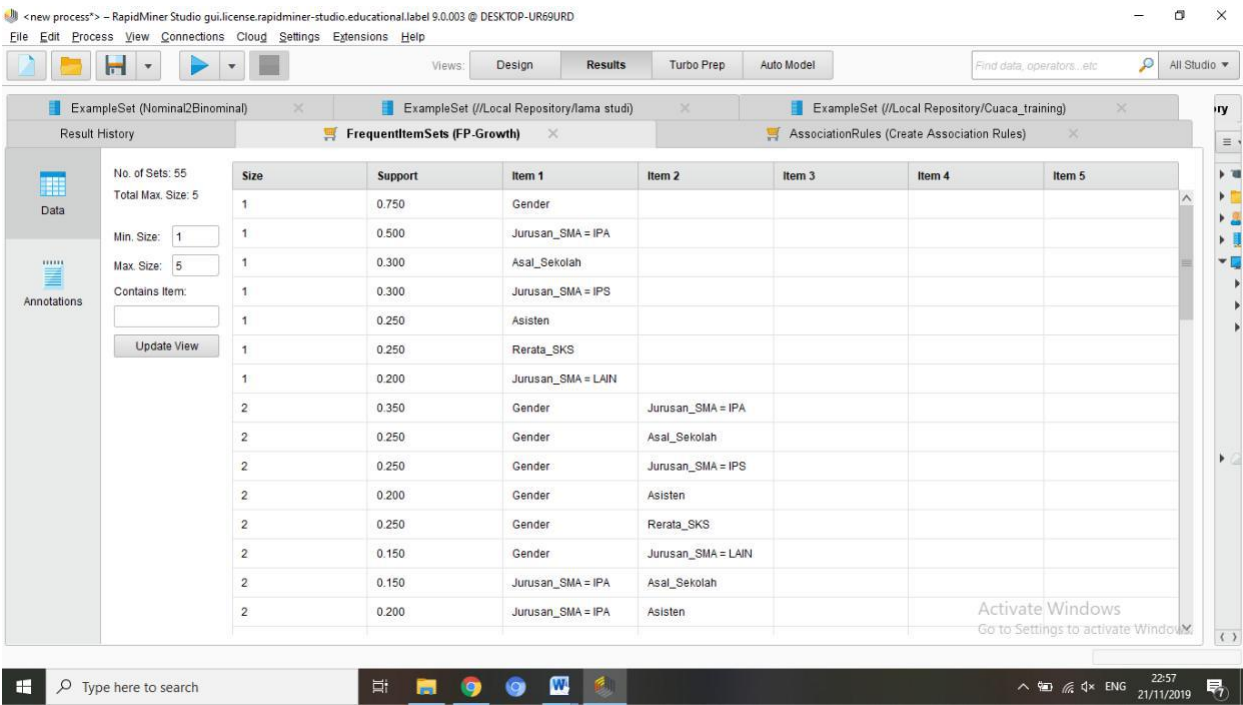 <new process*> – RapidMiner Studio gui.license.rapidminer-studio.educational.label 9.0.003 @ DESKTOP-UR69URD
File Edit Process View Connections Cloud Settings Extensions Help
Views: Design Results Turbo Prep Auto Model Find data, operators...etc All Studio
ExampleSet (Nominal2Binominal) ExampleSet (//Local Repository/lama studi) ExampleSet (//Local Repository/Cuaca_training) ry
Result History FrequentItemSets (FP-Growth) AssociationRules (Create Association Rules)
Data
Annotations
No. of Sets: 55
Total Max. Size: 5
Min. Size: 1
Max. Size: 5
Contains Item:
Update View
Size Support Item 1 Item 2 Item 3 Item 4 Item 5
1 0.750 Gender
1 0.500 Jurusan_SMA = IPA
1 0.300 Asal_Sekolah
1 0.300 Jurusan_SMA = IPS
1 0.250 Asisten
1 0.250 Rerata_SKS
1 0.200 Jurusan_SMA = LAIN
2 0.350 Gender Jurusan_SMA = IPA
2 0.250 Gender Asal_Sekolah
2 0.250 Gender Jurusan_SMA = IPS
2 0.200 Gender Asisten
2 0.250 Gender Rerata_SKS
2 0.150 Gender Jurusan_SMA = LAIN
2 0.150 Jurusan_SMA = IPA Asal_Sekolah
2 0.200 Jurusan_SMA = IPA Asisten
Activate Windows
Go to Settings to activate Windows.
Type here to search
ENG
22:57
21/11/2019
7